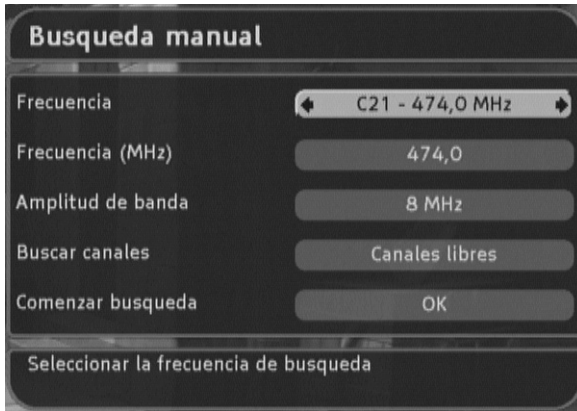 Busqueda manual
Frecuencia
C21 - 474,0 MHz
Frecuencia (MHz)
474,0
Amplitud de banda
8 MHz
Buscar canales
Canales libres
Comenzar busqueda
OK
Seleccionar la frecuencia de busqueda